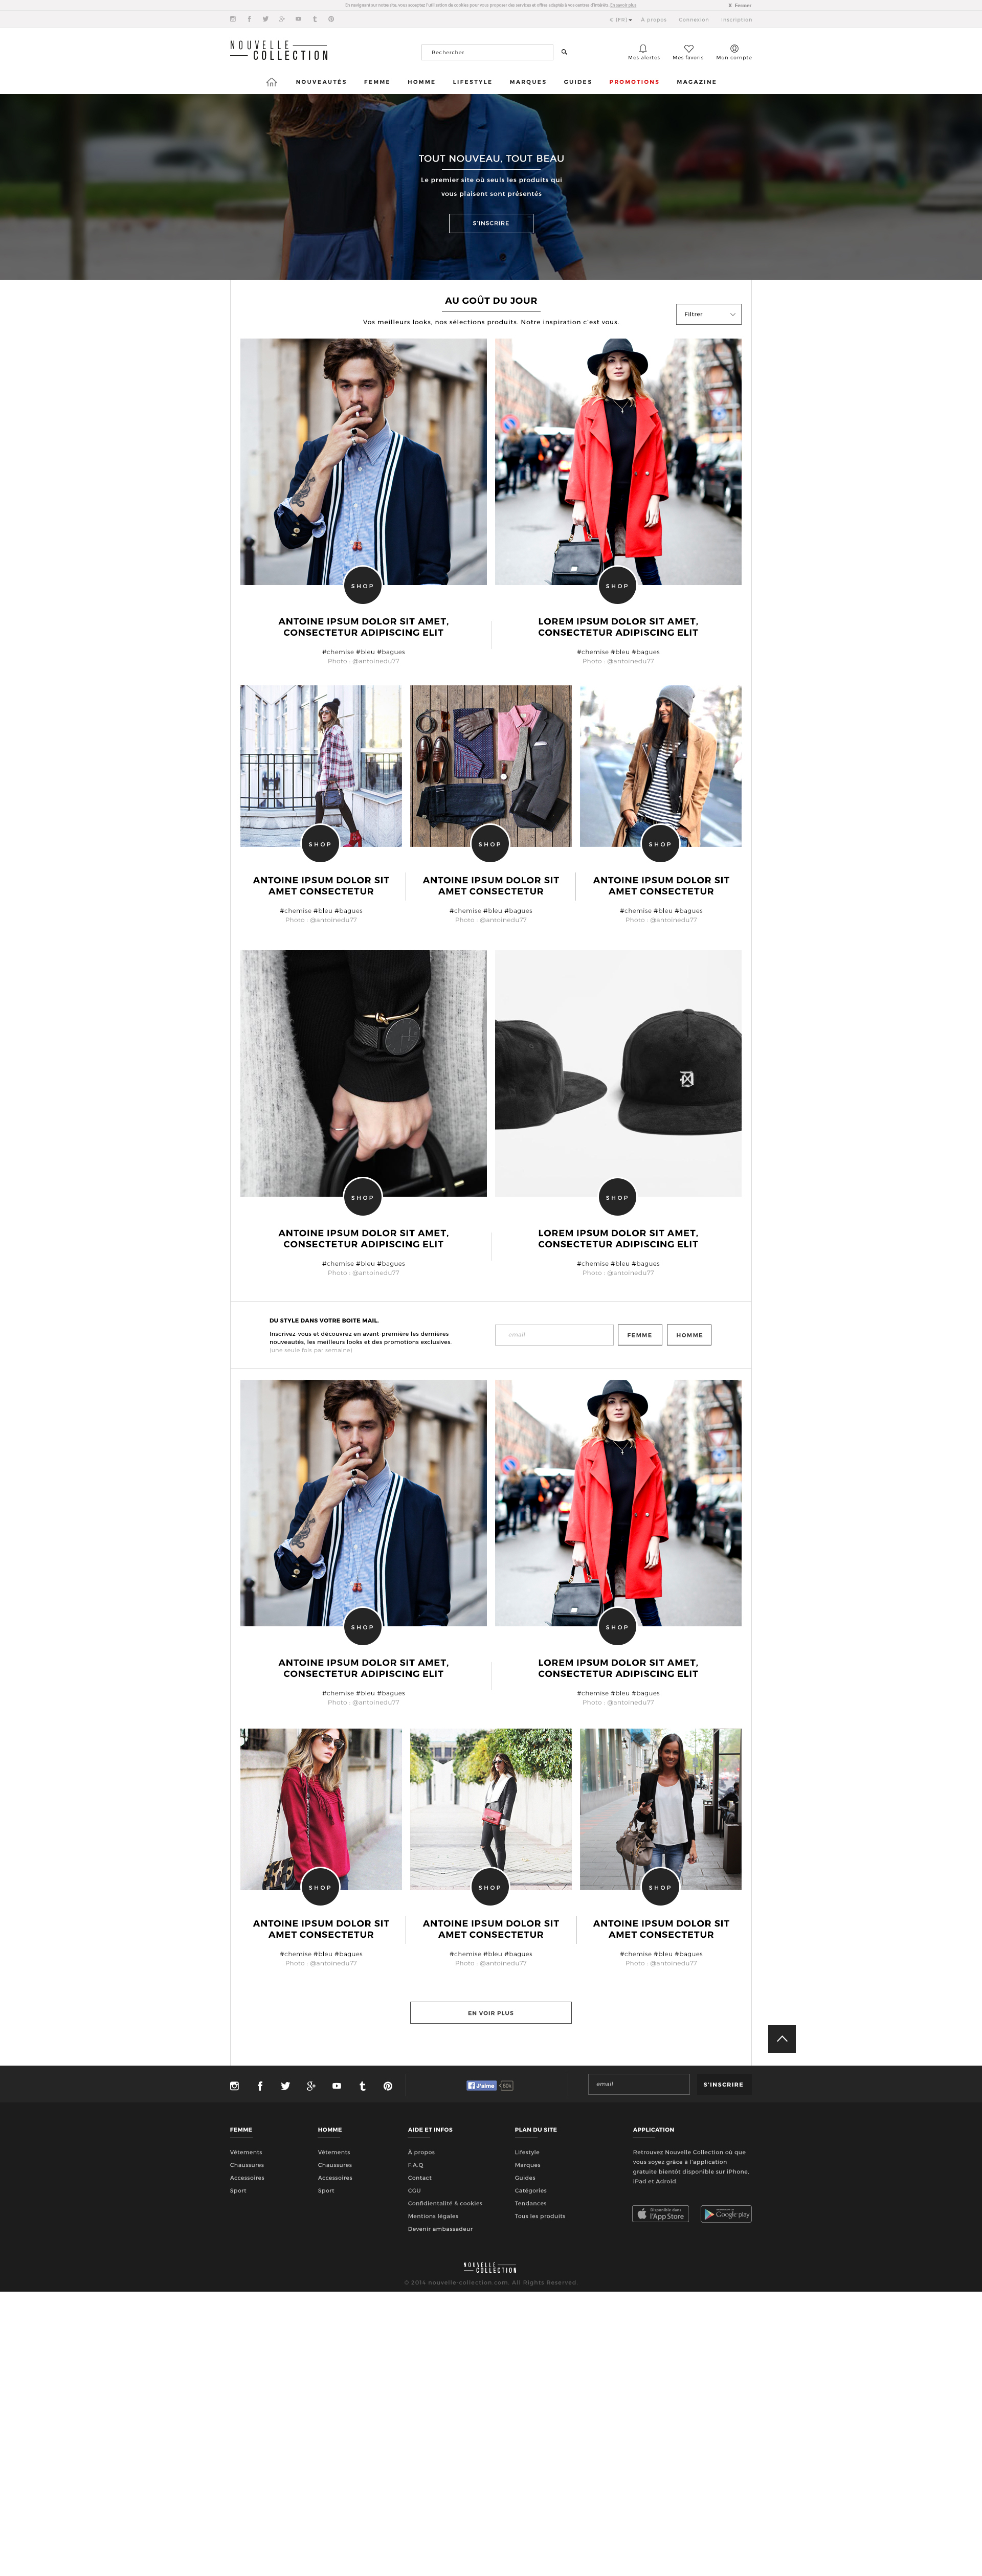 En naviguant sur notre site, vous acceptez l'utilisation de cookies pour vous proposer des services et offres adaptés à vos centres d'intérêts. En savoir plus
X Fermer
€ (FR) À propos Connexion Inscription
NOUVELLE
COLLECTION
Rechercher
Mes alertes Mes favoris Mon compte
NOUVEAUTÉS FEMME HOMME LIFESTYLE MARQUES GUIDES PROMOTIONS MAGAZINE
TOUT NOUVEAU, TOUT BEAU
Le premier site où seuls les produits qui
vous plaisent sont présentés
S'INSCRIRE
AU GOÛT DU JOUR
Vos meilleurs looks, nos sélections produits. Notre inspiration c'est vous.
Filtrer
SHOP
ANTOINE IPSUM DOLOR SIT AMET,
CONSECTETUR ADIPISCING ELIT
#chemise #bleu #bagues
Photo : @antoinedu77
SHOP
LOREM IPSUM DOLOR SIT AMET,
CONSECTETUR ADIPISCING ELIT
#chemise #bleu #bagues
Photo : @antoinedu77
SHOP
ANTOINE IPSUM DOLOR SIT
AMET CONSECTETUR
#chemise #bleu #bagues
Photo : @antoinedu77
SHOP
ANTOINE IPSUM DOLOR SIT
AMET CONSECTETUR
#chemise #bleu #bagues
Photo : @antoinedu77
SHOP
ANTOINE IPSUM DOLOR SIT
AMET CONSECTETUR
#chemise #bleu #bagues
Photo : @antoinedu77
SHOP
ANTOINE IPSUM DOLOR SIT AMET,
CONSECTETUR ADIPISCING ELIT
#chemise #bleu #bagues
Photo : @antoinedu77
SHOP
LOREM IPSUM DOLOR SIT AMET,
CONSECTETUR ADIPISCING ELIT
#chemise #bleu #bagues
Photo : @antoinedu77
DU STYLE DANS VOTRE BOITE MAIL.
Inscrivez-vous et découvrez en avant-première les dernières
nouveautés, les meilleurs looks et des promotions exclusives.
(une seule fois par semaine)
email
FEMME
HOMME
SHOP
ANTOINE IPSUM DOLOR SIT AMET,
CONSECTETUR ADIPISCING ELIT
#chemise #bleu #bagues
Photo : @antoinedu77
SHOP
LOREM IPSUM DOLOR SIT AMET,
CONSECTETUR ADIPISCING ELIT
#chemise #bleu #bagues
Photo : @antoinedu77
SHOP
ANTOINE IPSUM DOLOR SIT
AMET CONSECTETUR
#chemise #bleu #bagues
Photo : @antoinedu77
SHOP
ANTOINE IPSUM DOLOR SIT
AMET CONSECTETUR
#chemise #bleu #bagues
Photo : @antoinedu77
SHOP
ANTOINE IPSUM DOLOR SIT
AMET CONSECTETUR
#chemise #bleu #bagues
Photo : @antoinedu77
EN VOIR PLUS
J'aime 60k
email
S'INSCRIRE
FEMME
Vêtements
Chaussures
Accessoires
Sport
HOMME
Vêtements
Chaussures
Accessoires
Sport
AIDE ET INFOS
À propos
F.A.Q
Contact
CGU
Confidentialité & cookies
Mentions légales
Devenir ambassadeur
PLAN DU SITE
Lifestyle
Marques
Guides
Catégories
Tendances
Tous les produits
APPLICATION
Retrouvez Nouvelle Collection où que
vous soyez grâce à l'application
gratuite bientôt disponible sur iPhone,
iPad et Adroid.
Disponible dans
l'App Store
Google play
NOUVELLE
COLLECTION
© 2014 nouvelle-collection.com. All Rights Reserved.